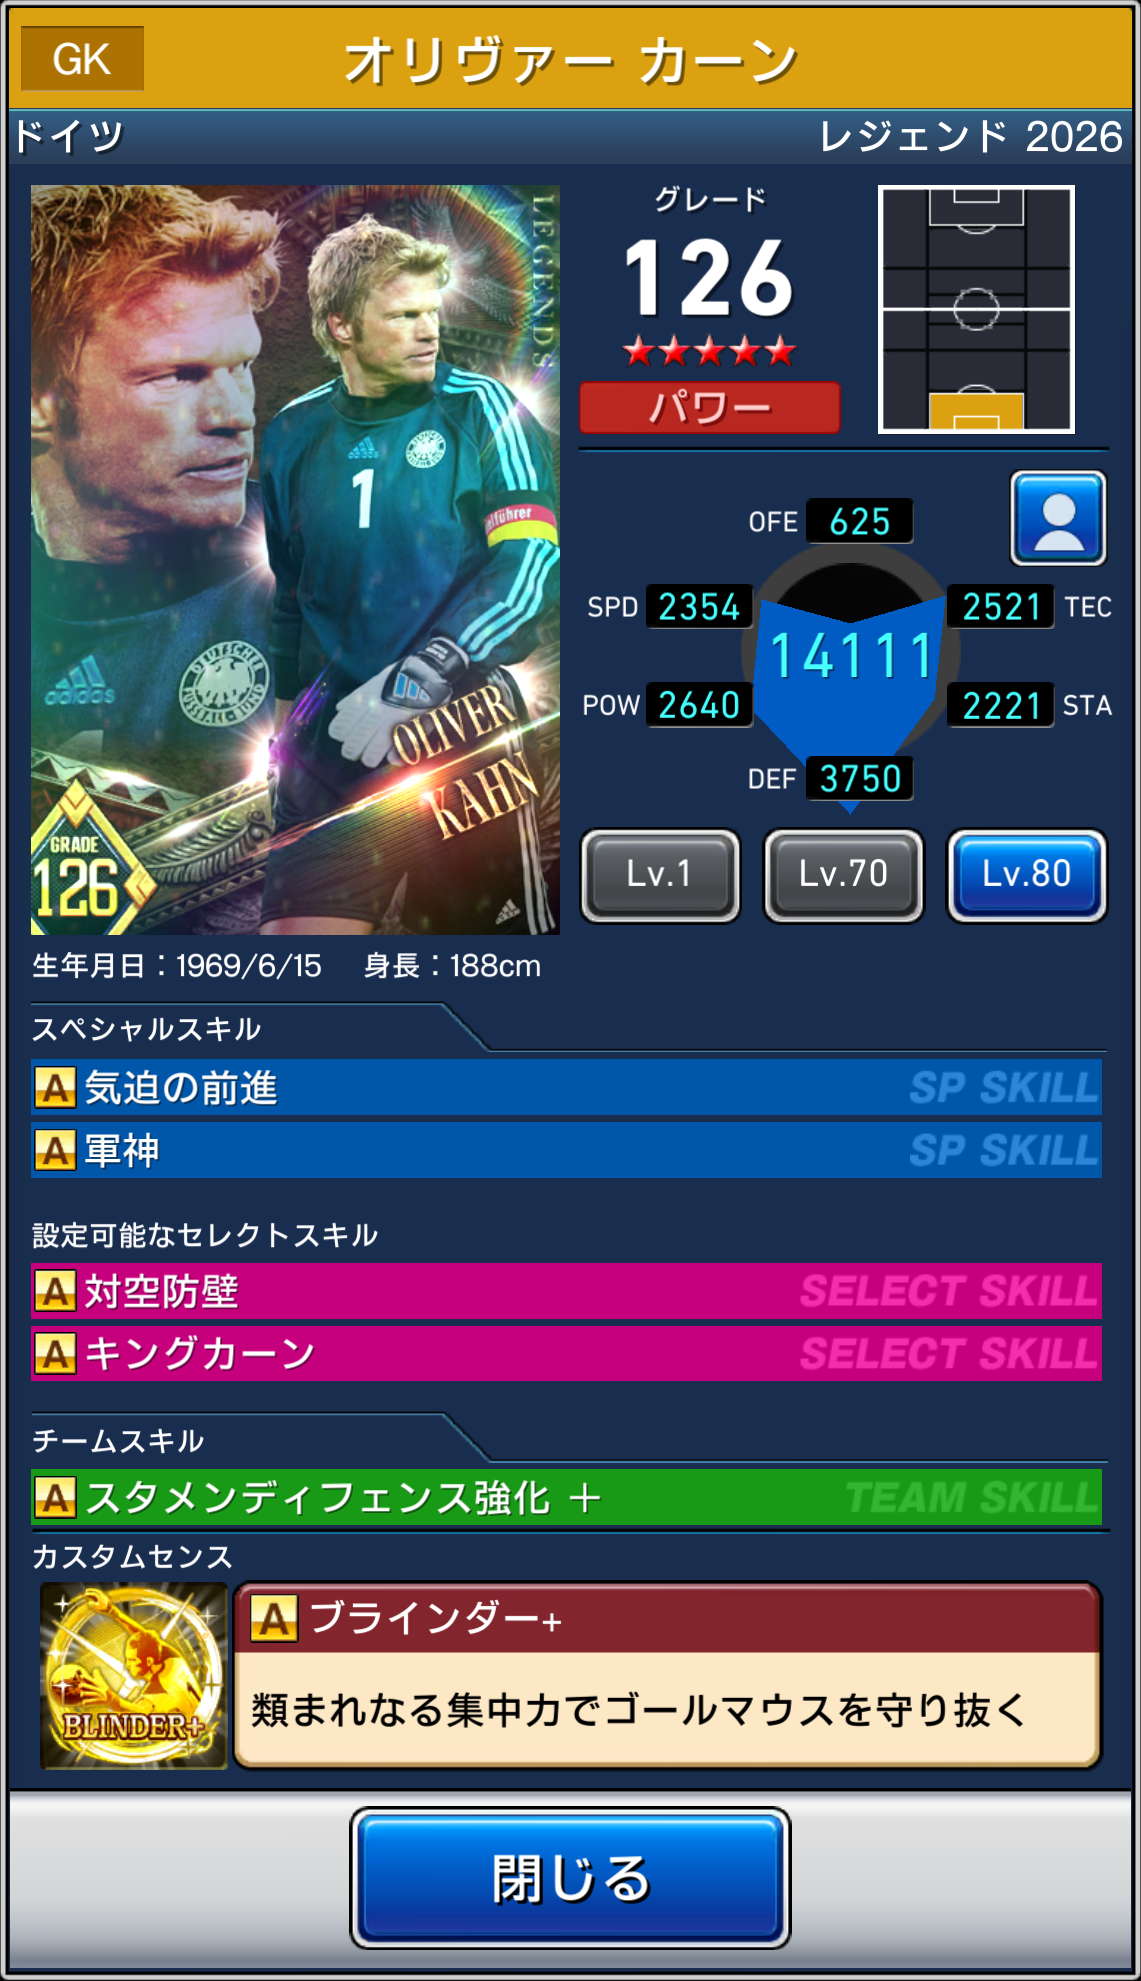 GK
オリヴァー カーン
ドイツ
レジェンド 2026
LEGENDS
adidas
1
Spielführer
adidas
DEUTSCHER FUSSBALL-BUND
OLIVER
KAHN
GRADE
126
グレード
126
★★★★★
パワー
OFE 625
SPD 2354
2521 TEC
14111
POW 2640
2221 STA
DEF 3750
Lv.1
Lv.70
Lv.80
生年月日：1969/6/15 身長：188cm
スペシャルスキル
A 気迫の前進 SP SKILL
A 軍神 SP SKILL
設定可能なセレクトスキル
A 対空防壁 SELECT SKILL
A キングカーン SELECT SKILL
チームスキル
A スタメンディフェンス強化 ＋ TEAM SKILL
カスタムセンス
BLINDER+
A ブラインダー+
類まれなる集中力でゴールマウスを守り抜く
閉じる